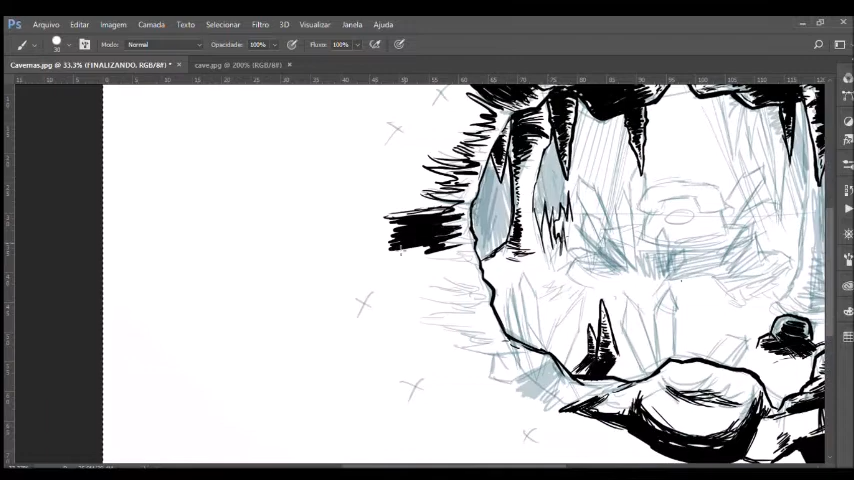 Ps Arquivo Editar Imagem Camada Texto Selecionar Filtro 3D Visualizar Janela Ajuda
30 Modo: Normal Opacidade: 100% Fluxo: 100%
Cavernas.jpg @ 33,3% (FINALIZANDO, RGB/8#) * × cave.jpg @ 200% (RGB/8#) ×